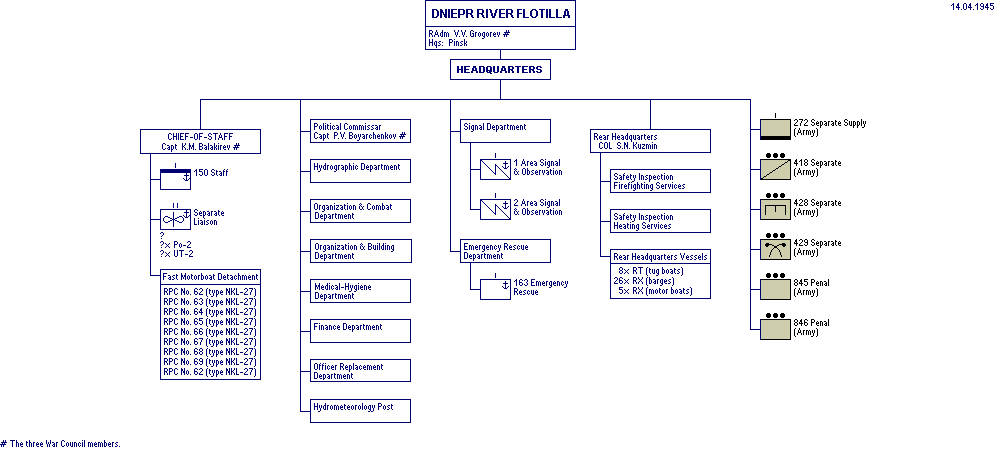 14.04.1945
DNIEPR RIVER FLOTILLA
RAdm V.V. Grogorev #
Hqs: Pinsk
HEADQUARTERS
CHIEF-OF-STAFF
Capt K.M. Balakirev #
150 Staff
Separate
Liaison
?
?x Po-2
?x UT-2
Fast Motorboat Detachment
RPC No. 62 (type NKL-27)
RPC No. 63 (type NKL-27)
RPC No. 64 (type NKL-27)
RPC No. 65 (type NKL-27)
RPC No. 66 (type NKL-27)
RPC No. 67 (type NKL-27)
RPC No. 68 (type NKL-27)
RPC No. 69 (type NKL-27)
RPC No. 62 (type NKL-27)
Political Commissar
Capt P.V. Boyarchenkov #
Hydrographic Department
Organization & Combat
Department
Organization & Building
Department
Medical-Hygiene
Department
Finance Department
Officer Replacement
Department
Hydrometeorology Post
Signal Department
1 Area Signal
& Observation
2 Area Signal
& Observation
Emergency Rescue
Department
163 Emergency
Rescue
Rear Headquarters
COL S.N. Kuzmin
Safety Inspection
Firefighting Services
Safety Inspection
Heating Services
Rear Headquarters Vessels
8x RT (tug boats)
26x RX (barges)
5x RX (motor boats)
272 Separate Supply
(Army)
418 Separate
(Army)
428 Separate
(Army)
429 Separate
(Army)
845 Penal
(Army)
846 Penal
(Army)
# The three War Council members.